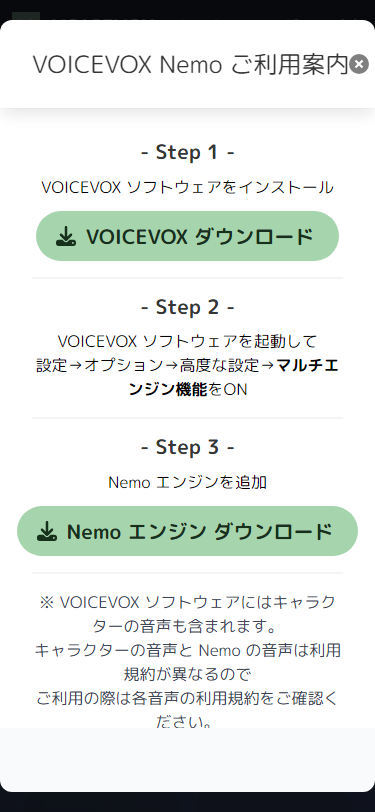 VOICEVOX Nemo ご利用案内
- Step 1 -
VOICEVOX ソフトウェアをインストール
VOICEVOX ダウンロード
- Step 2 -
VOICEVOX ソフトウェアを起動して
設定→オプション→高度な設定→マルチエ
ンジン機能をON
- Step 3 -
Nemo エンジンを追加
Nemo エンジン ダウンロード
※ VOICEVOX ソフトウェアにはキャラク
ターの音声も含まれます。
キャラクターの音声と Nemo の音声は利用
規約が異なるので
ご利用の際は各音声の利用規約をご確認く
ださい。